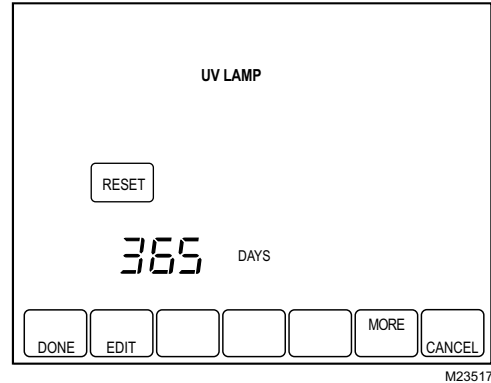 UV LAMP
RESET
365 DAYS
MORE
DONE EDIT CANCEL
M23517